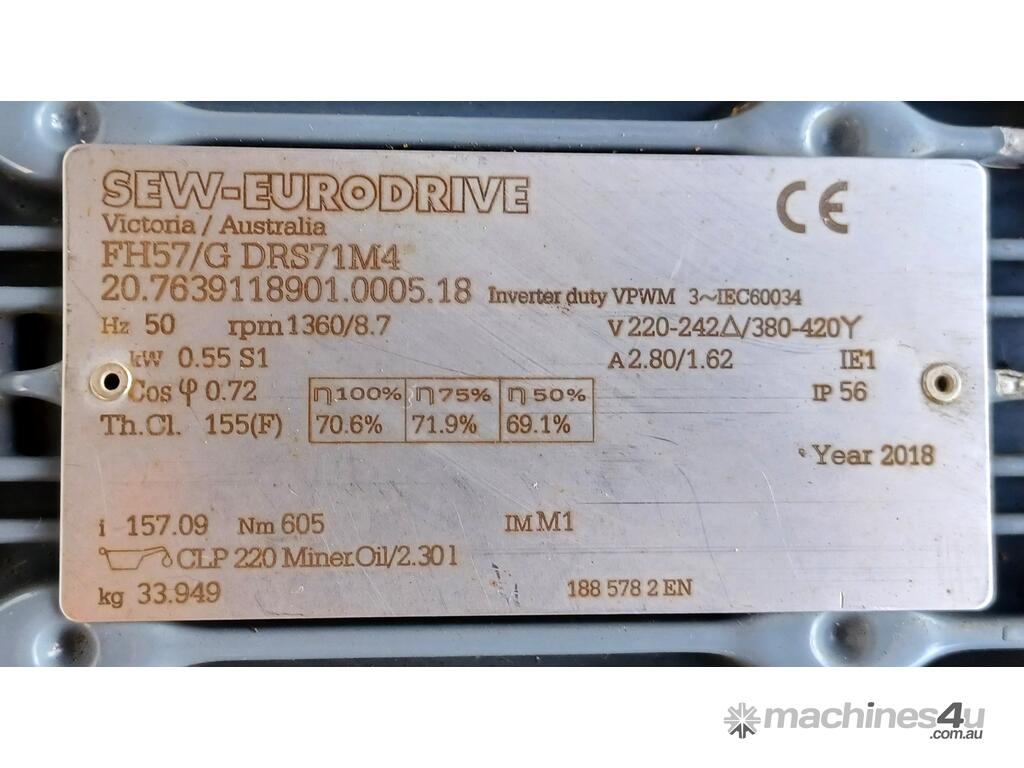 SEW-EURODRIVE
Victoria / Australia
FH57/G DRS71M4
20.7639118901.0005.18 Inverter duty VPWM 3~IEC60034
Hz 50 rpm 1360/8.7 V 220-242Δ/380-420Y
kW 0.55 S1 A 2.80/1.62 IE1
Cos φ 0.72 η100% η75% η50% IP 56
Th.Cl. 155(F) 70.6% 71.9% 69.1%
Year 2018
i 157.09 Nm 605 IM M1
CLP 220 Miner.Oil/2.30 l
kg 33.949 188 578 2 EN
CE
machines4u
.com.au